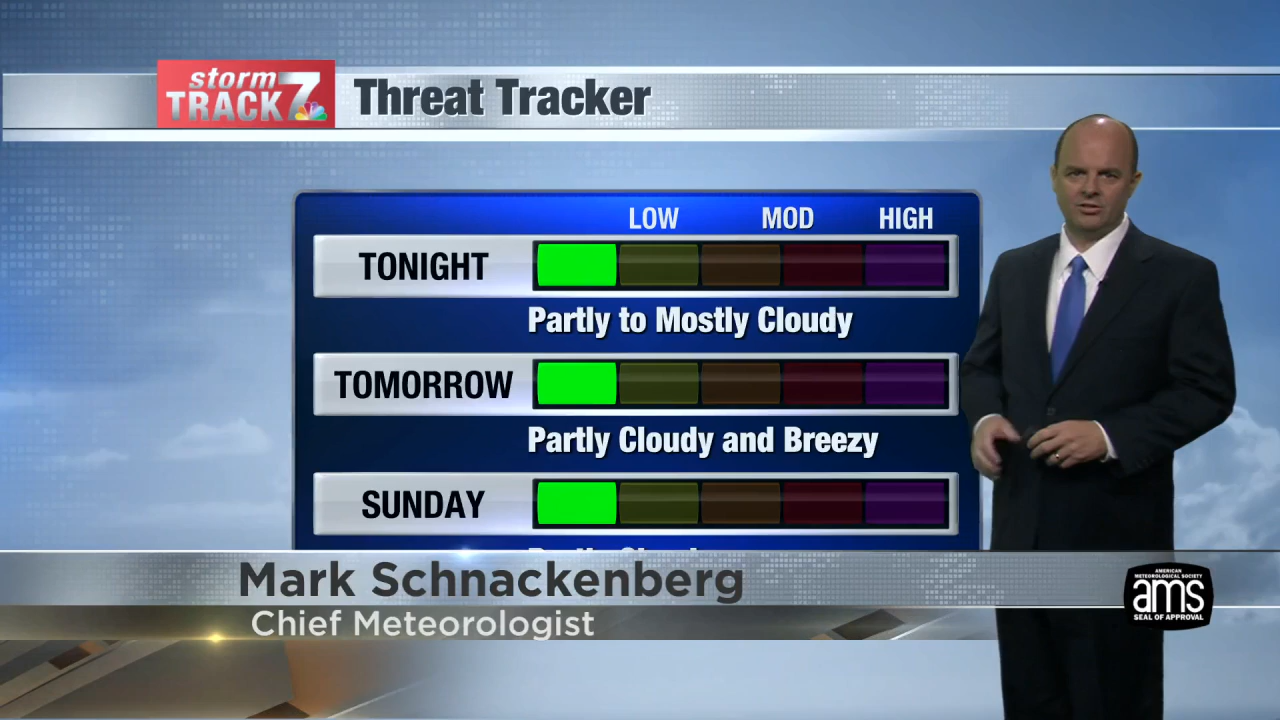 storm
TRACK 7
Threat Tracker
LOW MOD HIGH
TONIGHT
Partly to Mostly Cloudy
TOMORROW
Partly Cloudy and Breezy
SUNDAY
Mark Schnackenberg
Chief Meteorologist
AMERICAN
METEOROLOGICAL SOCIETY
ams
SEAL OF APPROVAL